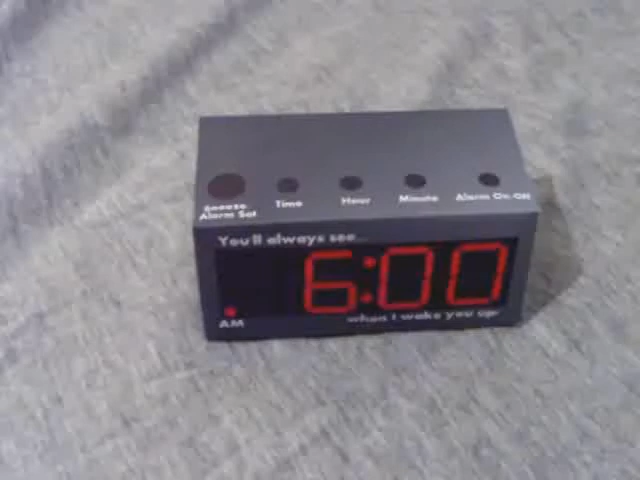 Snooze
Alarm Set
Time
Hour
Minute
Alarm On-Off
You'll always see...
6:00
AM
when I wake you up.